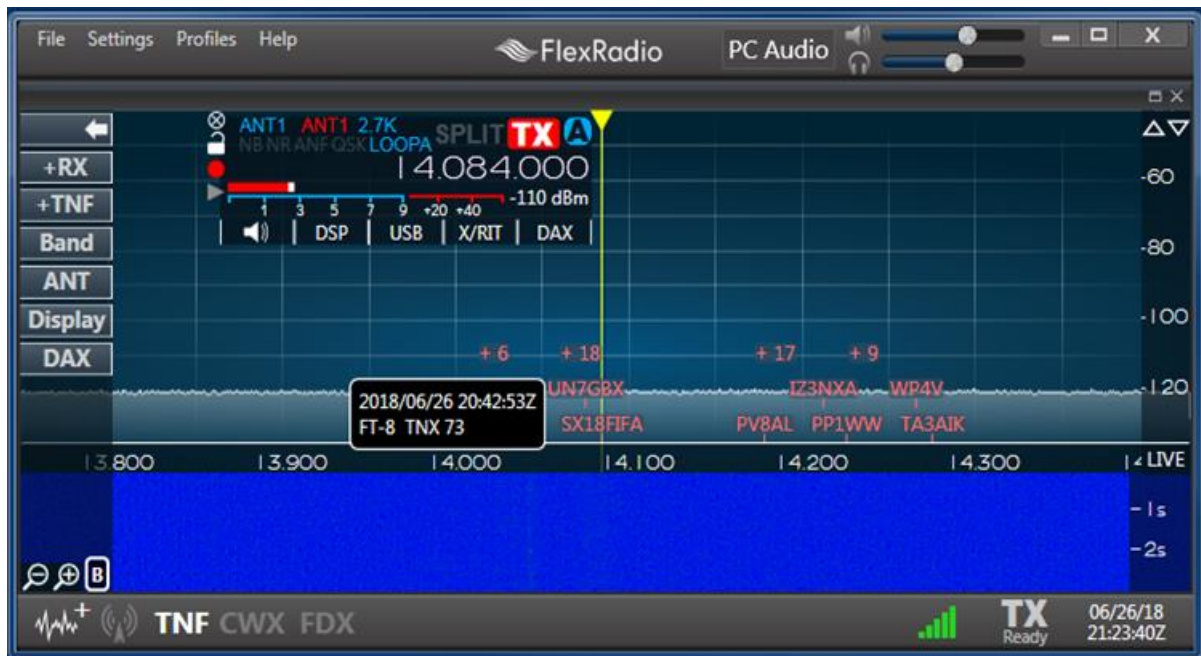 File Settings Profiles Help FlexRadio PC Audio X
ANT1 ANT1 2.7K SPLIT TX A
NB NR ANF QSK LOOPA
14.084.000
-110 dBm
1 3 5 7 9 +20 +40
DSP USB X/RIT DAX
+RX
+TNF
Band
ANT
Display
DAX
-60
-80
-100
-120
+ 6 + 18 + 17 + 9
UN7GBX IZ3NXA WP4V
SX18FIFA PV8AL PP1WW TA3AIK
2018/06/26 20:42:53Z
FT-8 TNX 73
13.800 13.900 14.000 14.100 14.200 14.300 LIVE
-1s
-2s
B
TNF CWX FDX TX Ready 06/26/18
21:23:40Z